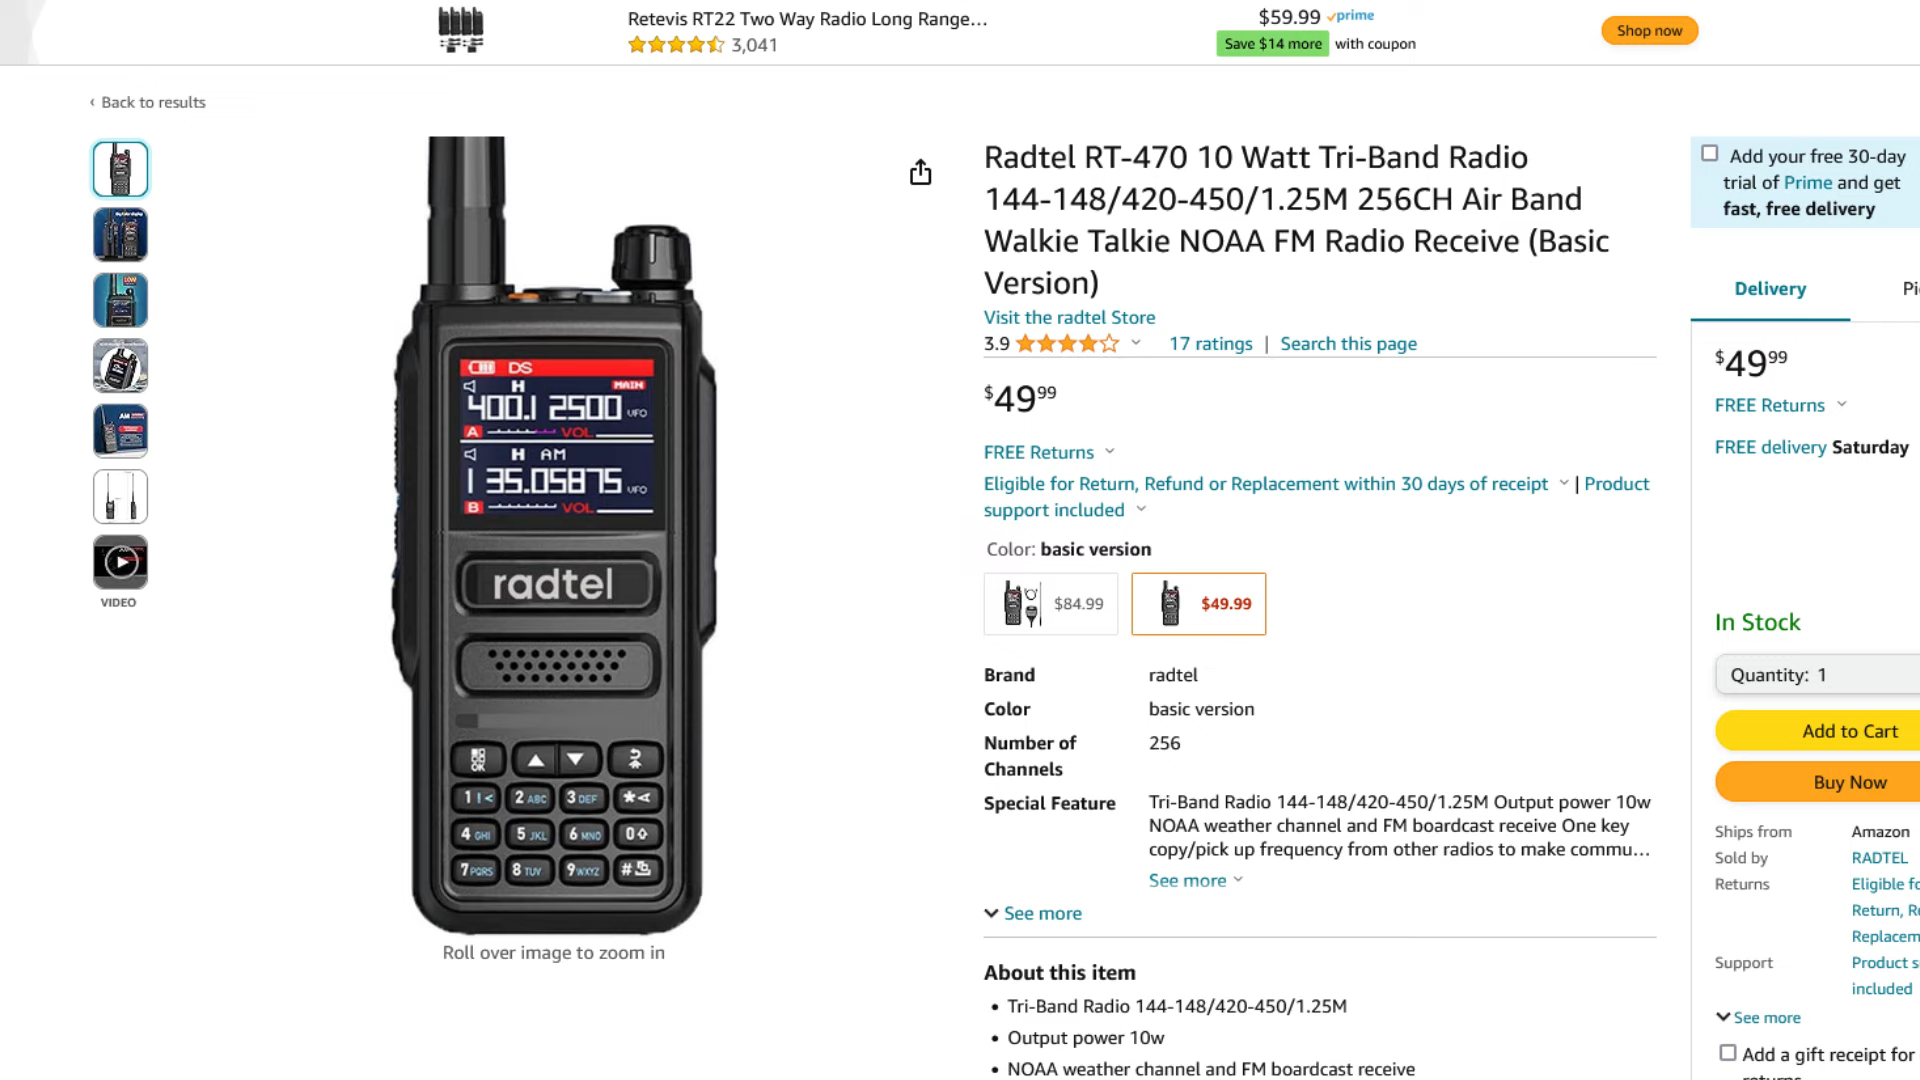 Retevis RT22 Two Way Radio Long Range...
3,041
$59.99 prime
Save $14 more with coupon
Shop now
‹ Back to results
VIDEO
DS
H MAIN
400.12500 VFO
A VOL
H AM
135.05875 VFO
B VOL
radtel
OK
1 2 ABC 3 DEF *
4 GHI 5 JKL 6 MNO 0
7 PQRS 8 TUV 9 WXYZ #
Roll over image to zoom in
Radtel RT-470 10 Watt Tri-Band Radio
144-148/420-450/1.25M 256CH Air Band
Walkie Talkie NOAA FM Radio Receive (Basic
Version)
Visit the radtel Store
3.9 17 ratings | Search this page
$49 99
FREE Returns
Eligible for Return, Refund or Replacement within 30 days of receipt | Product
support included
Color: basic version
$84.99 $49.99
Brand radtel
Color basic version
Number of 256
Channels
Special Feature Tri-Band Radio 144-148/420-450/1.25M Output power 10w
NOAA weather channel and FM boardcast receive One key
copy/pick up frequency from other radios to make commu...
See more
See more
About this item
• Tri-Band Radio 144-148/420-450/1.25M
• Output power 10w
• NOAA weather channel and FM boardcast receive
Add your free 30-day
trial of Prime and get
fast, free delivery
Delivery Pi
$49 99
FREE Returns
FREE delivery Saturday
In Stock
Quantity: 1
Add to Cart
Buy Now
Ships from Amazon
Sold by RADTEL
Returns Eligible fo
Return, Re
Replacem
Support Product s
included
See more
Add a gift receipt for